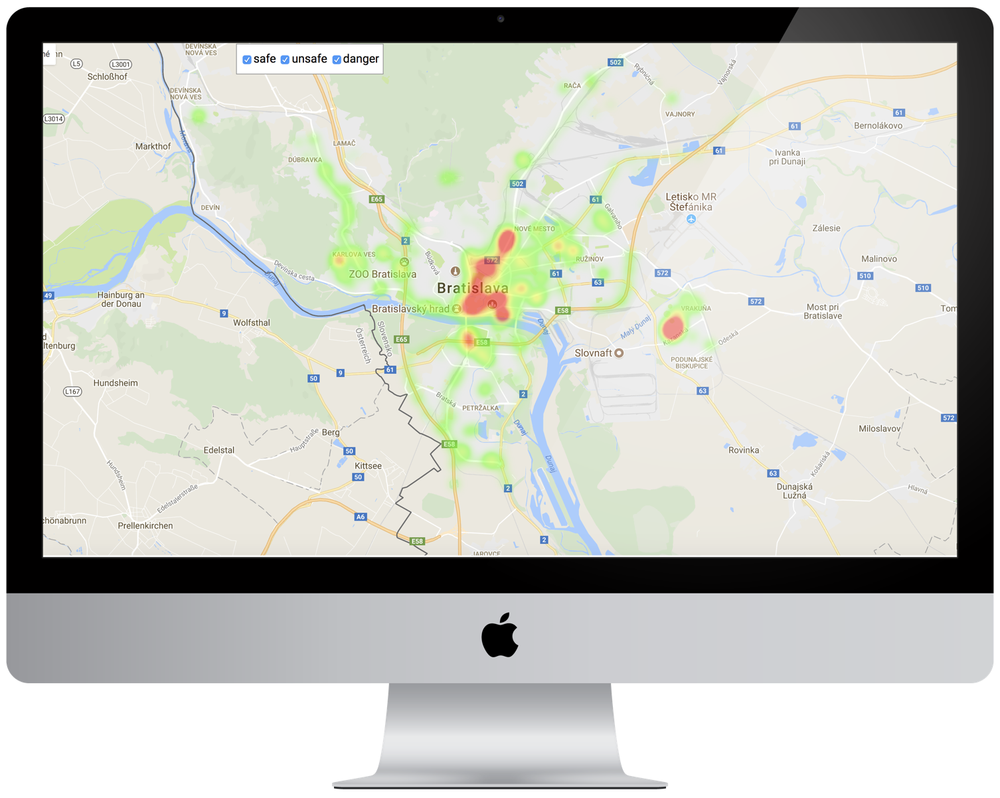 né
nn
safe unsafe danger
DEVÍNSKA
NOVÁ VES
L5
L3001
Schloßhof
502
Rybničná
Vajnorská
RAČA
DEVÍNSKA
NOVÁ VES
VAJNORY
61
Bernolákovo
L3014
61
Morava
Markthof
LAMAČ
DÚBRAVKA
61
Ivanka
pri Dunaji
502
E65
61
Letisko MR
Štefánika
DEVÍN
Galvaniho
NOVÉ MESTO
Zálesie
2
KARLOVA VES
Búdková
572
RUŽINOV
Malinovo
Devínska cesta
ZOO Bratislava
61
572
510
Dunaj
63
Bratislava
510
49
Hainburg an
der Donau
572
Bratislavský hrad
E58
VRAKUŇA
Most pri
Bratislave
Tom
9
Wolfsthal
Slovensko
Österreich
Dunaj
Malý Dunaj
Kazanská
Odeská
d
ltenburg
E65
E58
Slovnaft
PODUNAJSKÉ
BISKUPICE
61
9
50
Hundsheim
L167
2
63
Bratská
PETRŽALKA
572
Berg
Hauptstraße
Dunaj
Miloslavov
E58
Edelstal
50
Rovinka
Kittsee
Dunaj
Košariská
50
63
Hundsheim
Edelstalerstraße
2
Dunajská
Lužná
Hlavná
chönabrunn
A6
Prellenkirchen
E58
2
JAROVCE